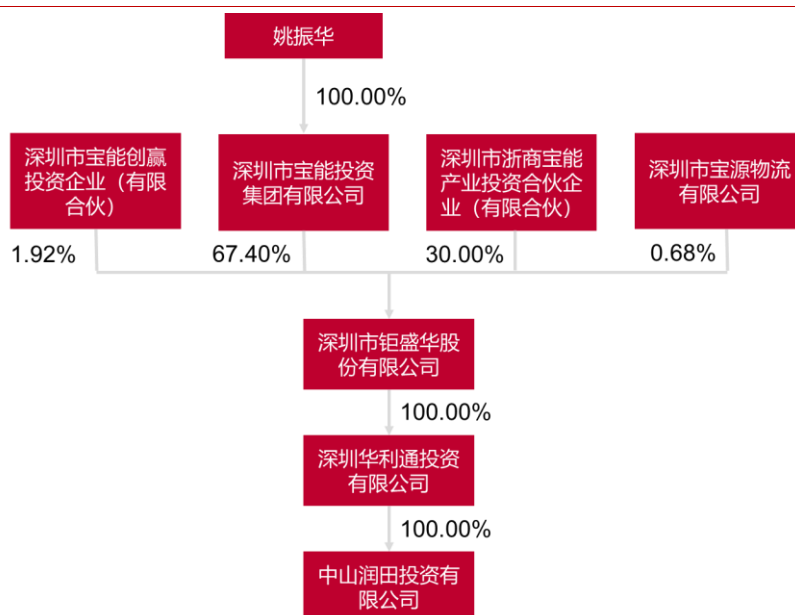 姚振华
100.00%
深圳市宝能创赢
投资企业（有限
合伙）
深圳市宝能投资
集团有限公司
深圳市浙商宝能
产业投资合伙企
业（有限合伙）
深圳市宝源物流
有限公司
1.92%
67.40%
30.00%
0.68%
深圳市钜盛华股
份有限公司
100.00%
深圳华利通投资
有限公司
100.00%
中山润田投资有
限公司